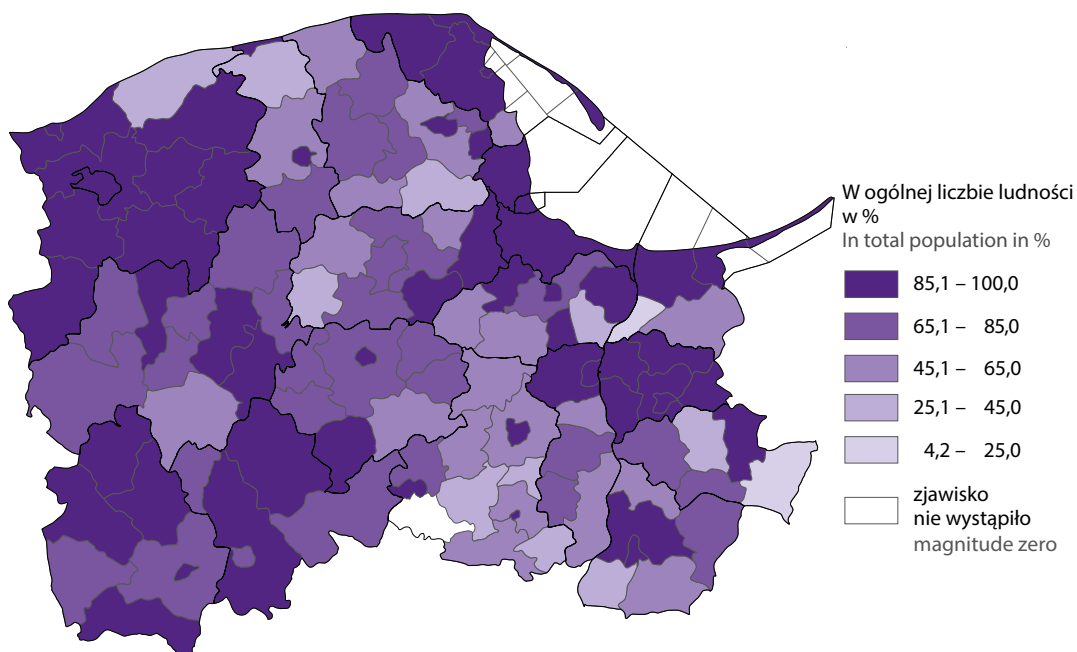 W ogólnej liczbie ludności
w %
In total population in %
85,1 – 100,0
65,1 – 85,0
45,1 – 65,0
25,1 – 45,0
4,2 – 25,0
zjawisko
nie wystąpiło
magnitude zero